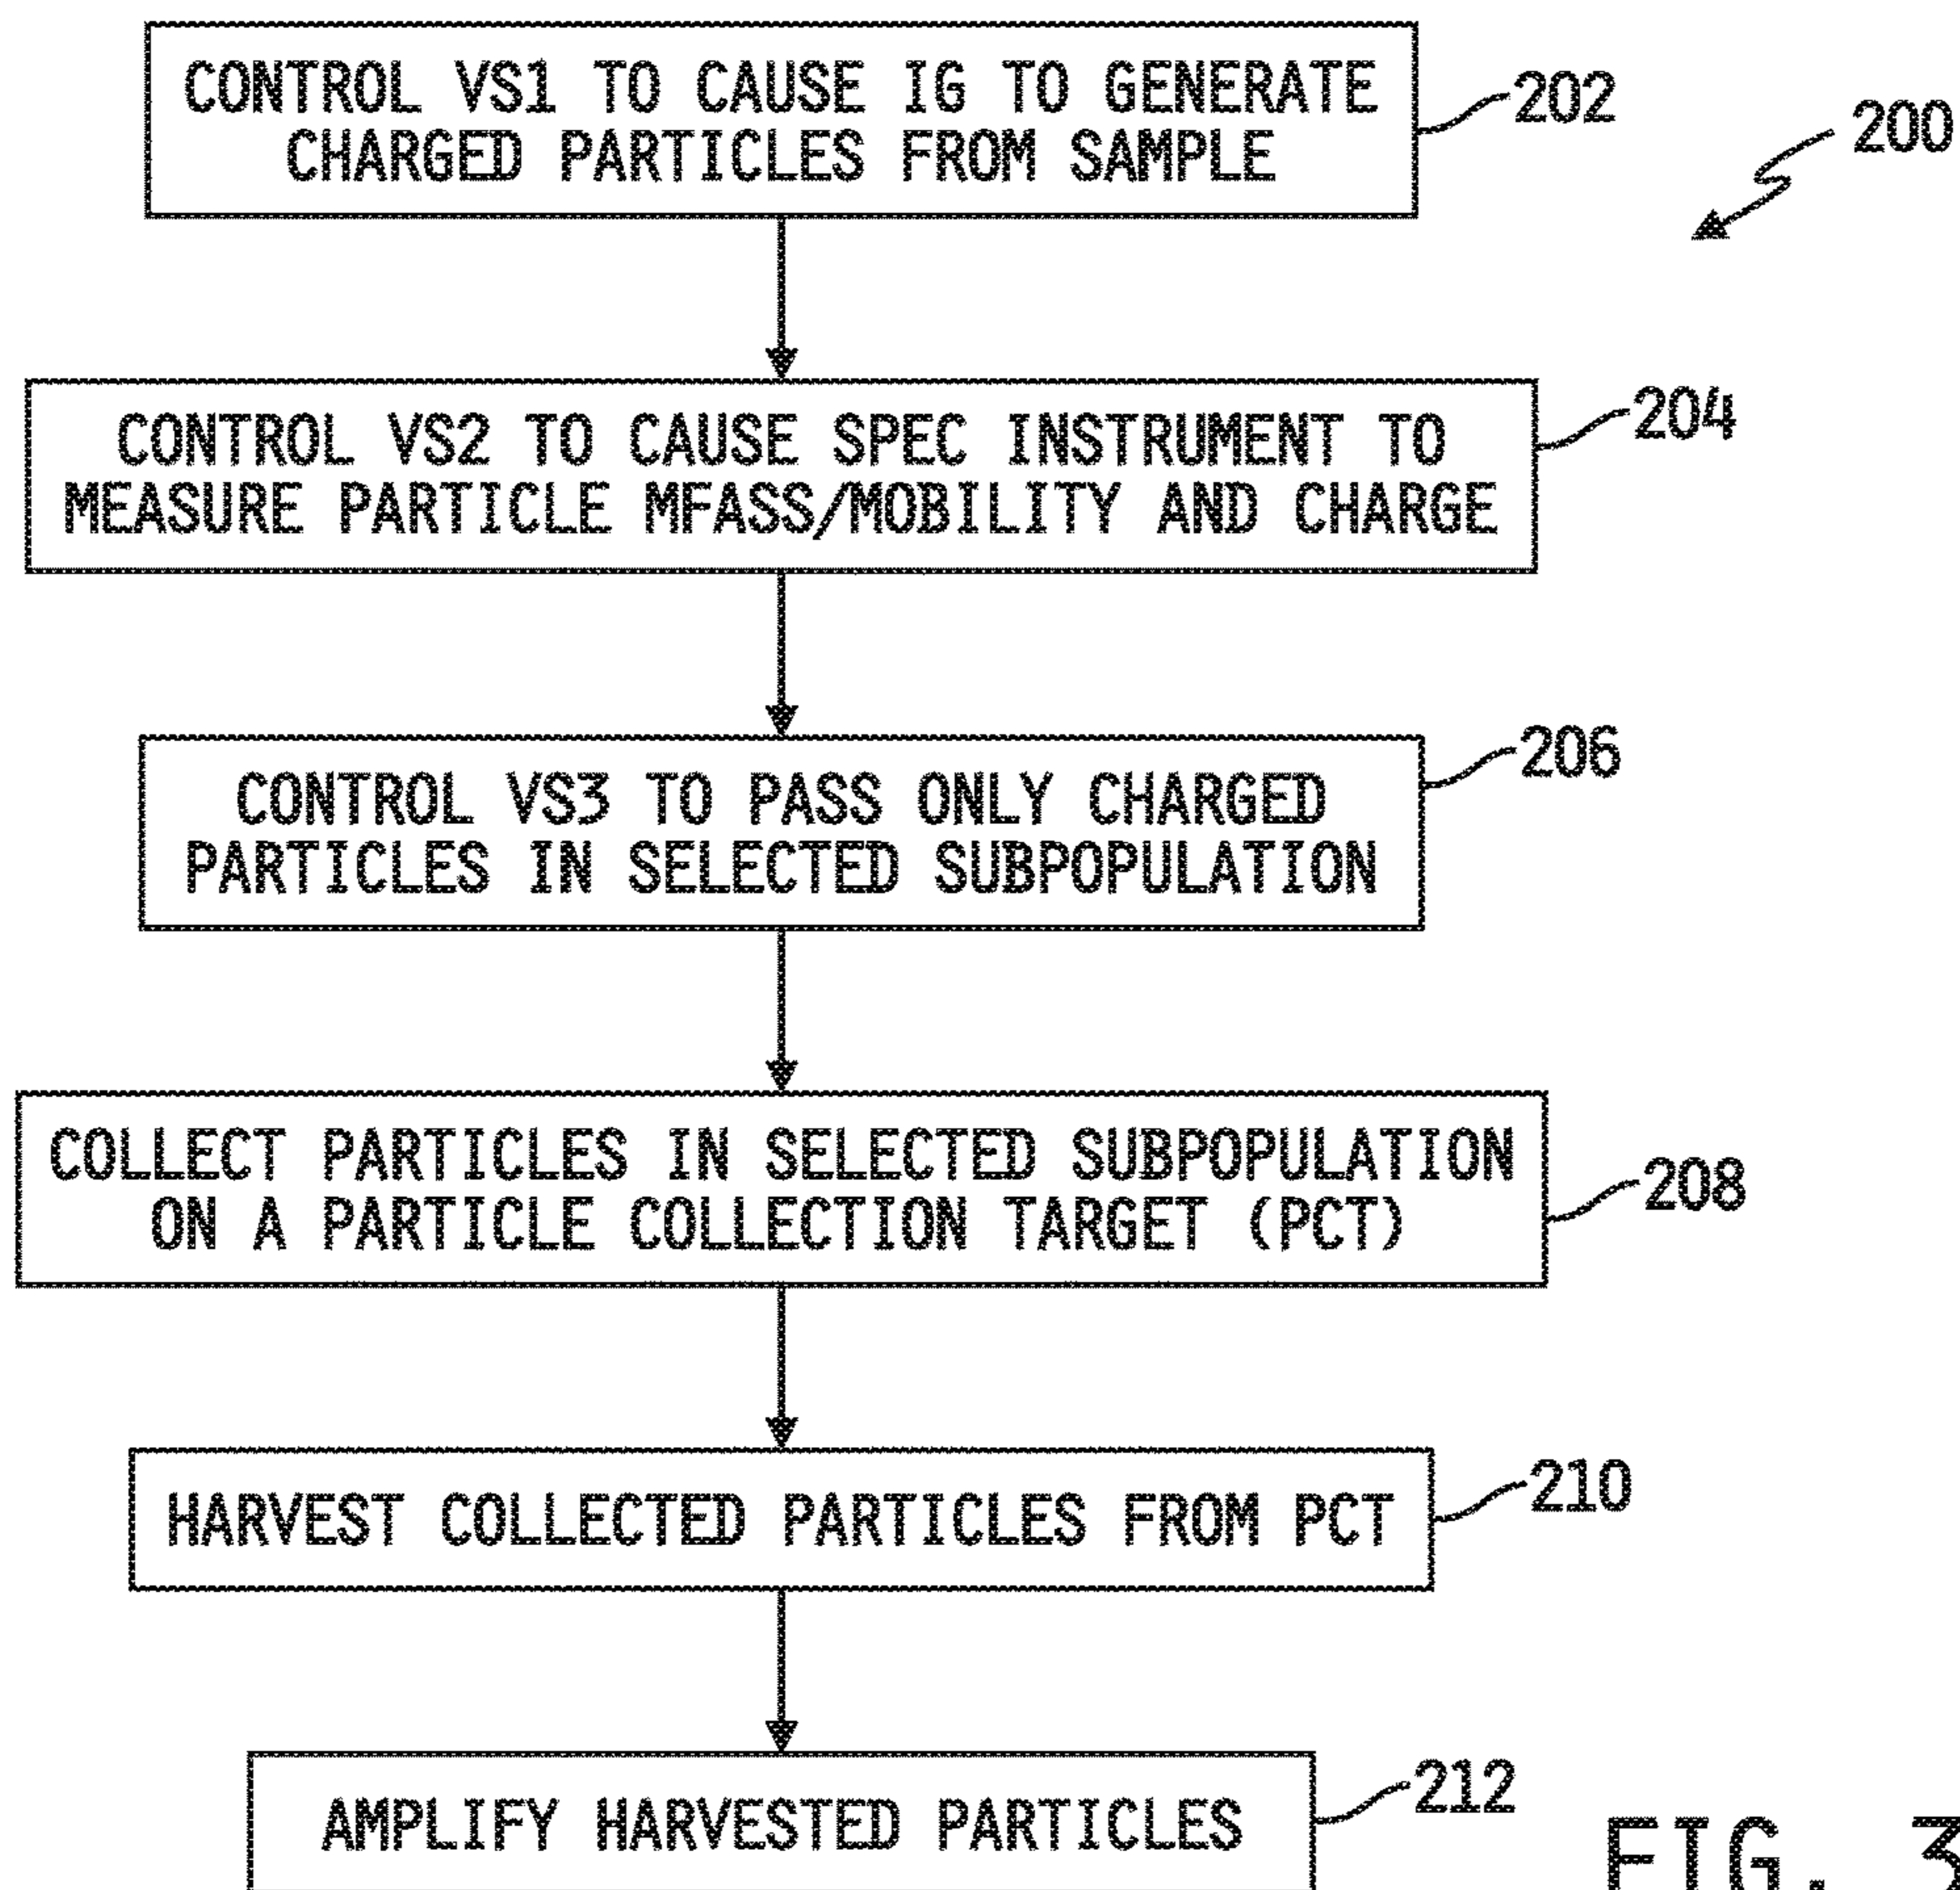 CONTROL VS1 TO CAUSE IG TO GENERATE
CHARGED PARTICLES FROM SAMPLE
202
200
CONTROL VS2 TO CAUSE SPEC INSTRUMENT TO
MEASURE PARTICLE MFASS/MOBILITY AND CHARGE
204
CONTROL VS3 TO PASS ONLY CHARGED
PARTICLES IN SELECTED SUBPOPULATION
206
COLLECT PARTICLES IN SELECTED SUBPOPULATION
ON A PARTICLE COLLECTION TARGET (PCT)
208
HARVEST COLLECTED PARTICLES FROM PCT
210
AMPLIFY HARVESTED PARTICLES
212
FIG. 3